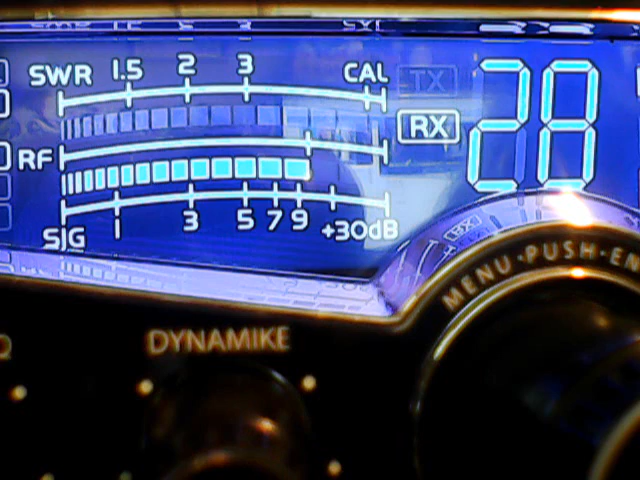 SWR 1.5 2 3 CAL
TX
RX
28
RF
1 3 5 7 9 +30dB
SIG
MENU·PUSH·EN
DYNAMIKE